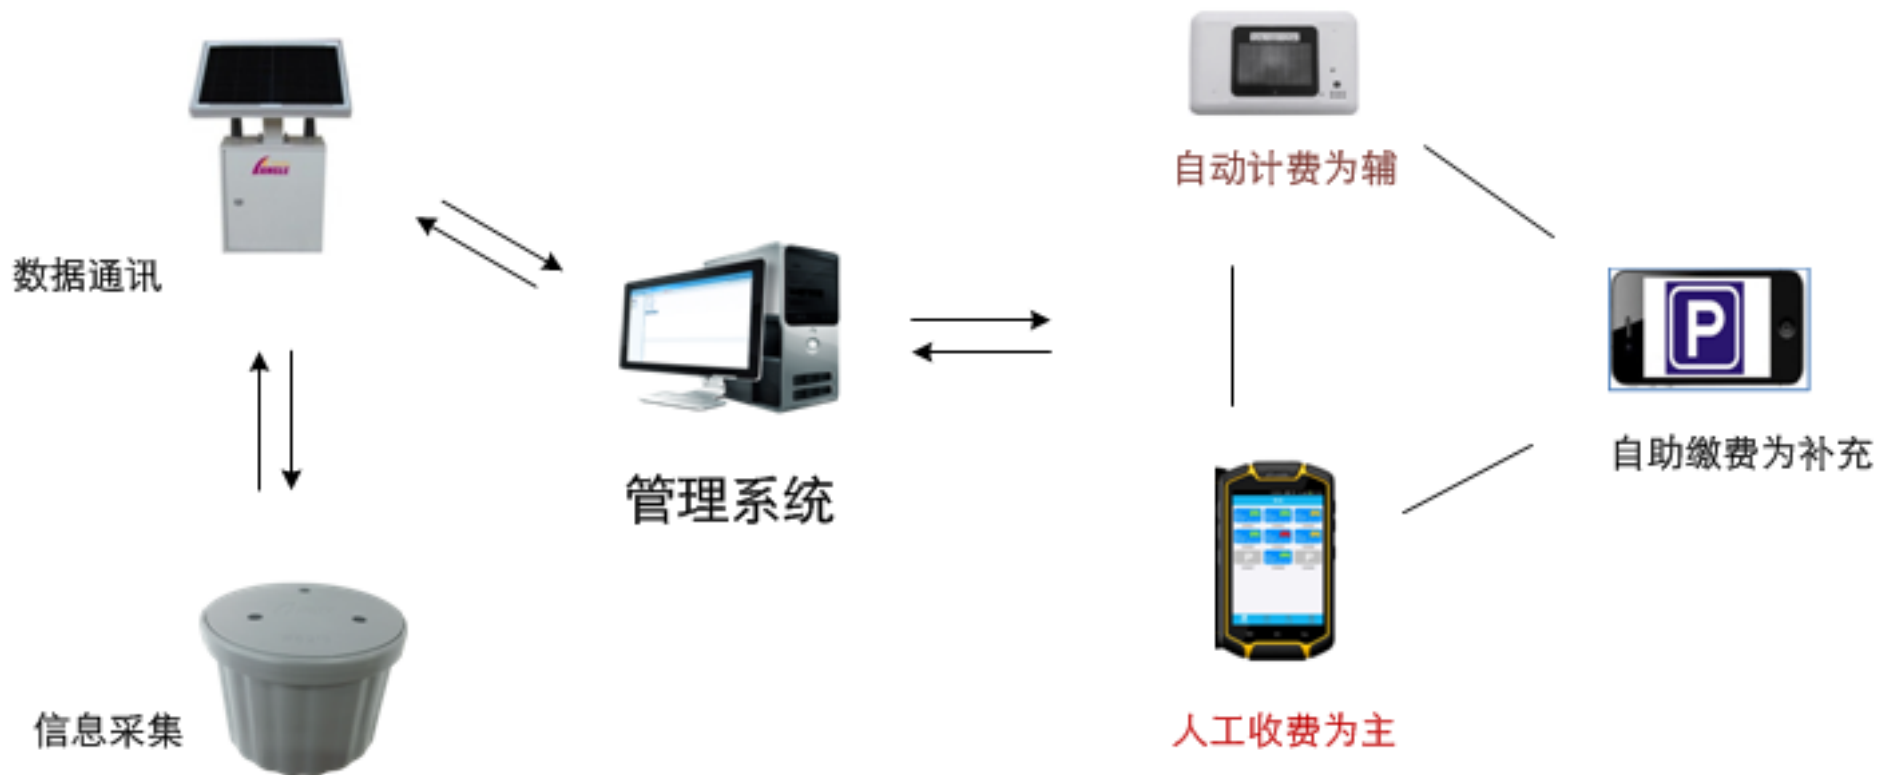 自动计费为辅
数据通讯
P
自助缴费为补充
管理系统
信息采集
人工收费为主